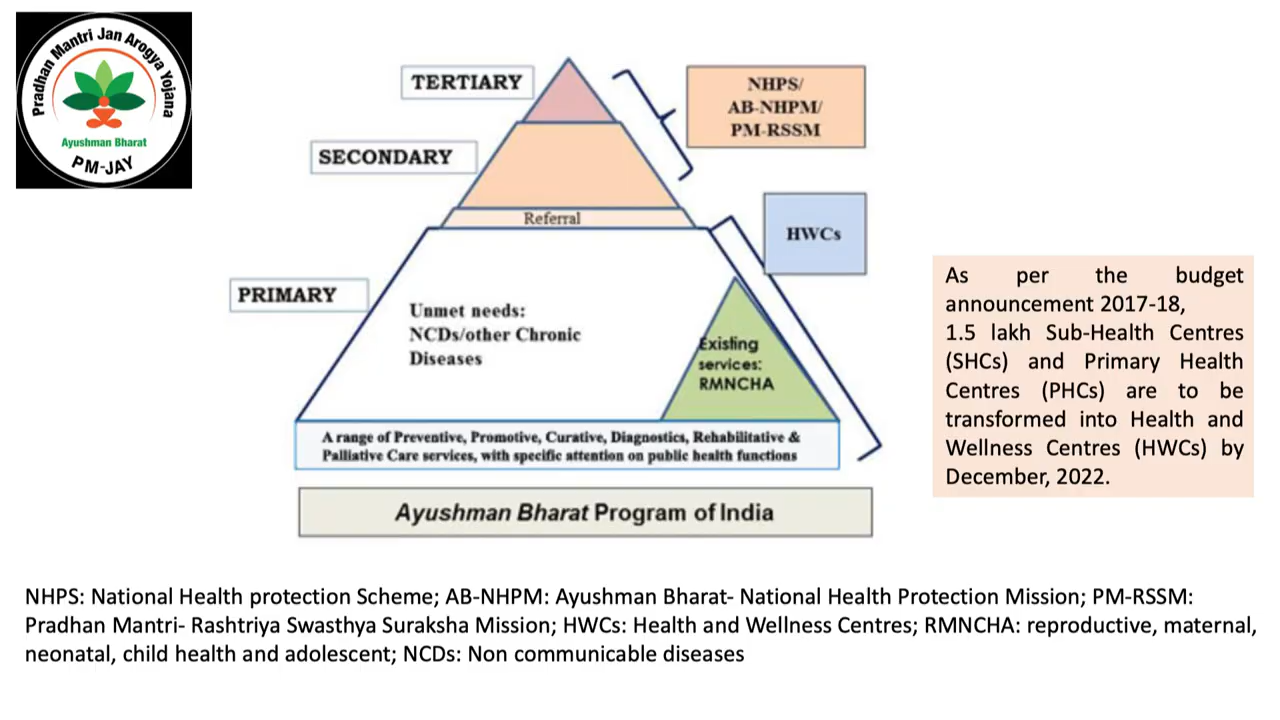 Pradhan Mantri Jan Arogya Yojana
Ayushman Bharat
PM-JAY
TERTIARY
NHPS/
AB-NHPM/
PM-RSSM
SECONDARY
Referral
HWCs
PRIMARY
Unmet needs:
NCDs/other Chronic
Diseases
Existing
services:
RMNCHA
A range of Preventive, Promotive, Curative, Diagnostics, Rehabilitative &
Palliative Care services, with specific attention on public health functions
Ayushman Bharat Program of India
As per the budget
announcement 2017-18,
1.5 lakh Sub-Health Centres
(SHCs) and Primary Health
Centres (PHCs) are to be
transformed into Health and
Wellness Centres (HWCs) by
December, 2022.
NHPS: National Health protection Scheme; AB-NHPM: Ayushman Bharat- National Health Protection Mission; PM-RSSM:
Pradhan Mantri- Rashtriya Swasthya Suraksha Mission; HWCs: Health and Wellness Centres; RMNCHA: reproductive, maternal,
neonatal, child health and adolescent; NCDs: Non communicable diseases